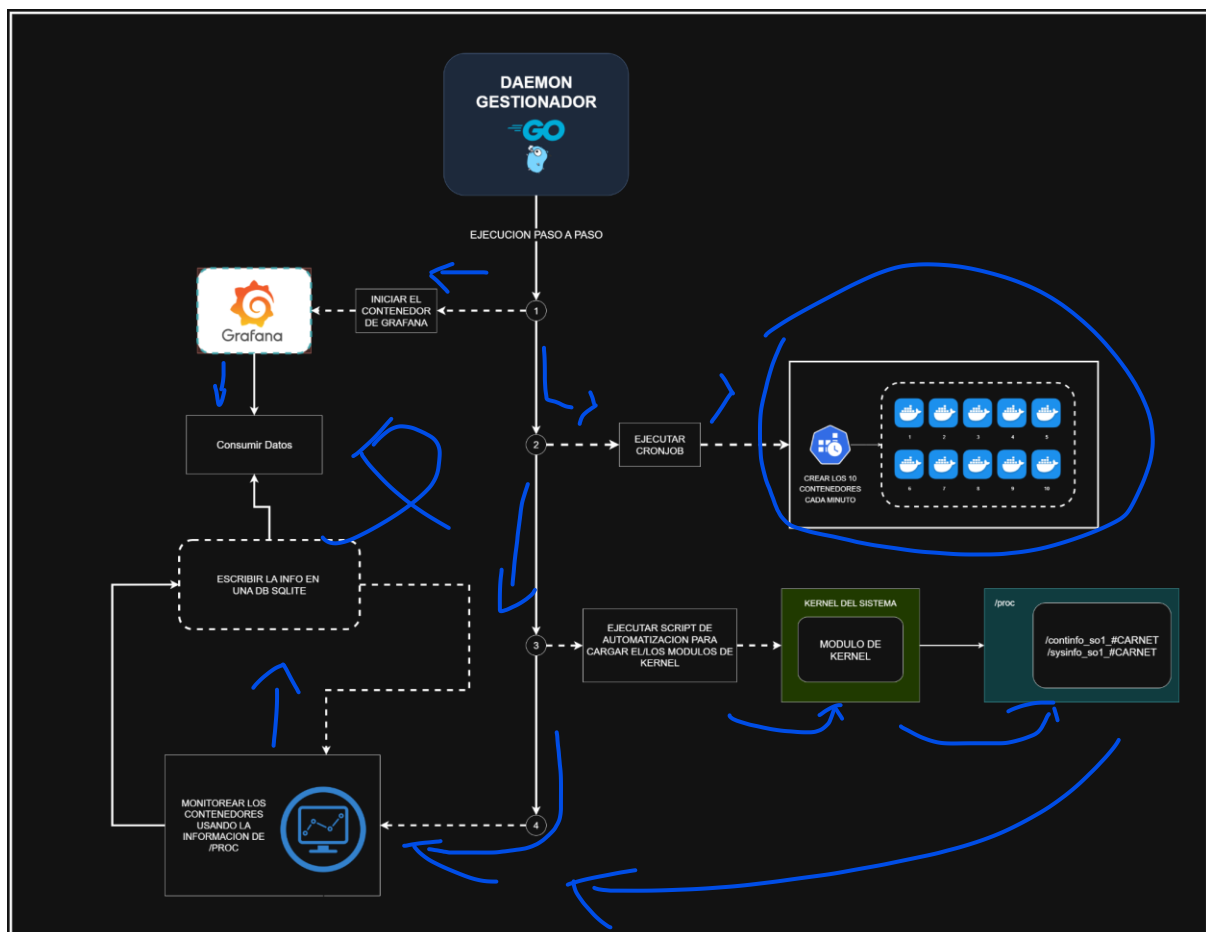 DAEMON
GESTIONADOR
GO
EJECUCION PASO A PASO
1
INICIAR EL
CONTENEDOR
DE GRAFANA
Grafana
Consumir Datos
2
EJECUTAR
CRONJOB
CREAR LOS 10
CONTENEDORES
CADA MINUTO
1 2 3 4 5
6 7 8 9 10
ESCRIBIR LA INFO EN
UNA DB SQLITE
3
EJECUTAR SCRIPT DE
AUTOMATIZACION PARA
CARGAR EL/LOS MODULOS DE
KERNEL
KERNEL DEL SISTEMA
MODULO DE
KERNEL
/proc
/continfo_so1_#CARNET
/sysinfo_so1_#CARNET
4
MONITOREAR LOS
CONTENEDORES
USANDO LA
INFORMACION DE
/PROC